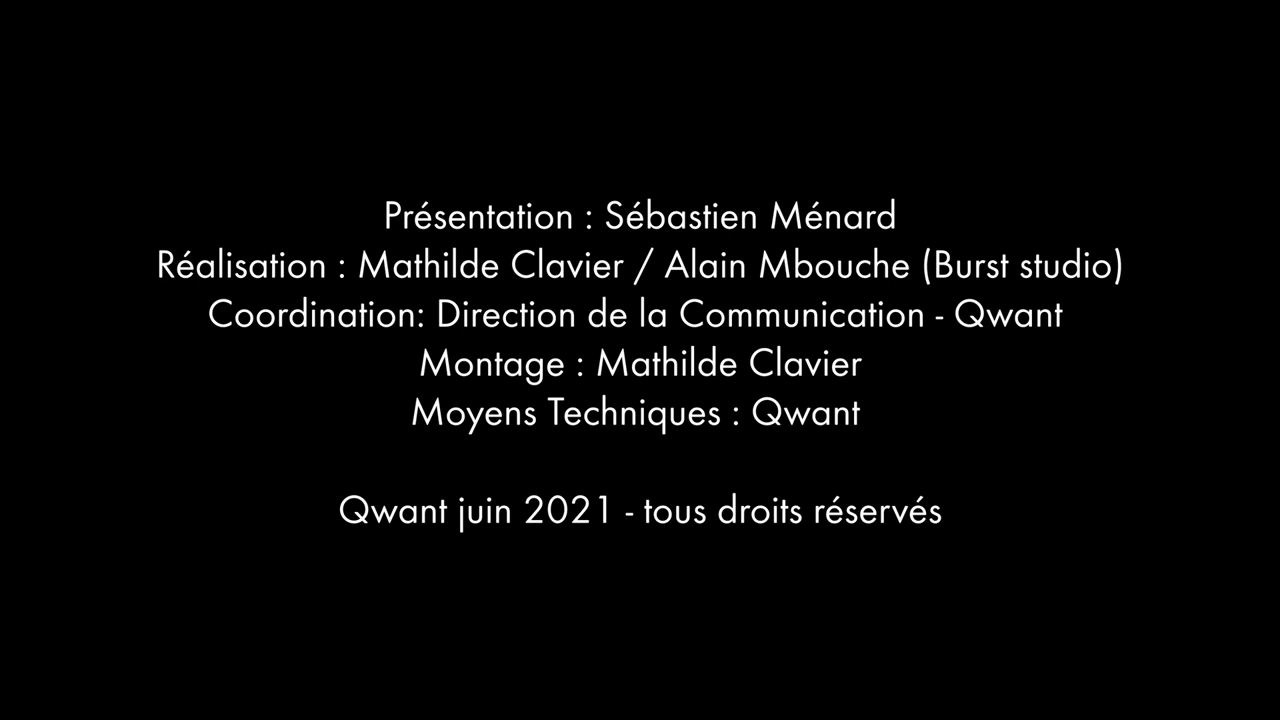 Présentation : Sébastien Ménard
Réalisation : Mathilde Clavier / Alain Mbouche (Burst studio)
Coordination: Direction de la Communication - Qwant
Montage : Mathilde Clavier
Moyens Techniques : Qwant
Qwant juin 2021 - tous droits réservés